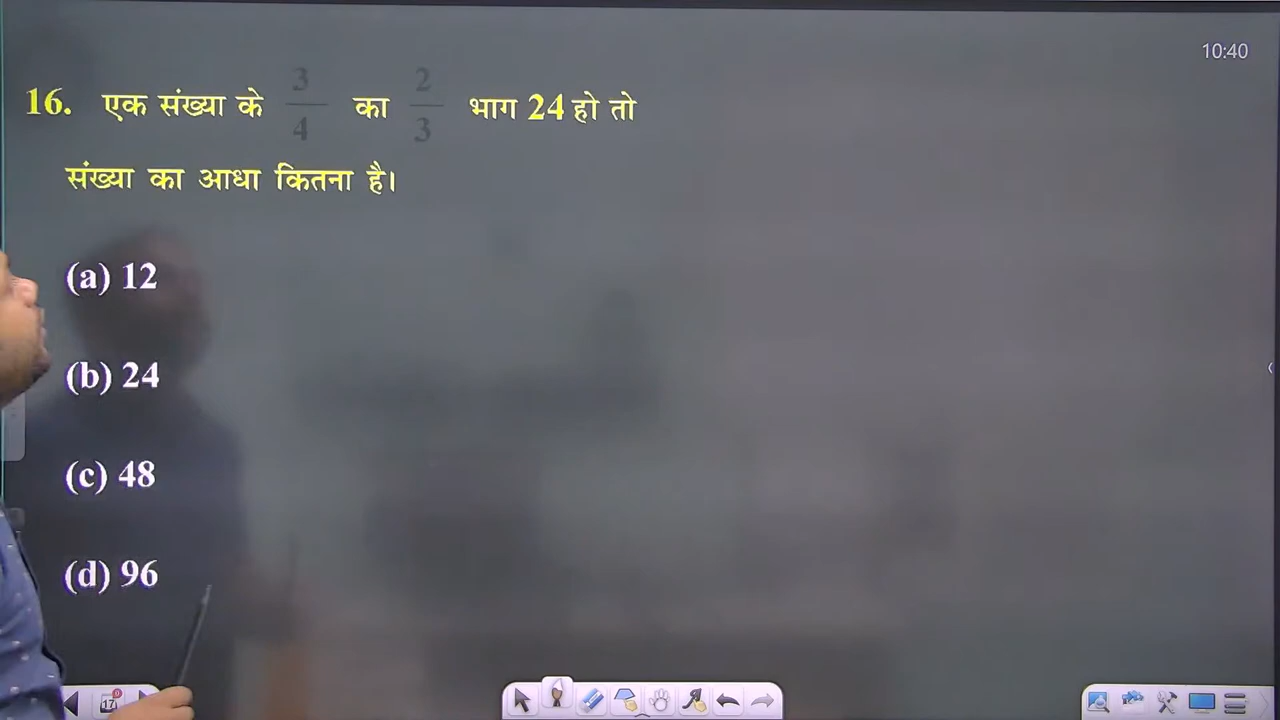 10:40
16. एक संख्या के 3/4 का 2/3 भाग 24 हो तो
संख्या का आधा कितना है।
(a) 12
(b) 24
(c) 48
(d) 96